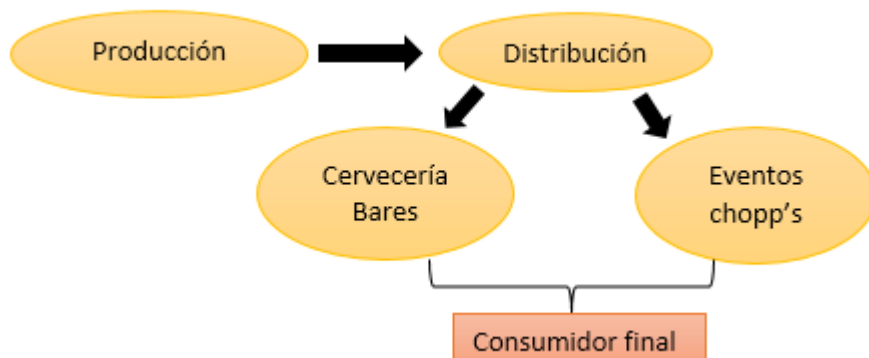 Producción
Distribución
Cervecería
Bares
Eventos
chopp’s
Consumidor final